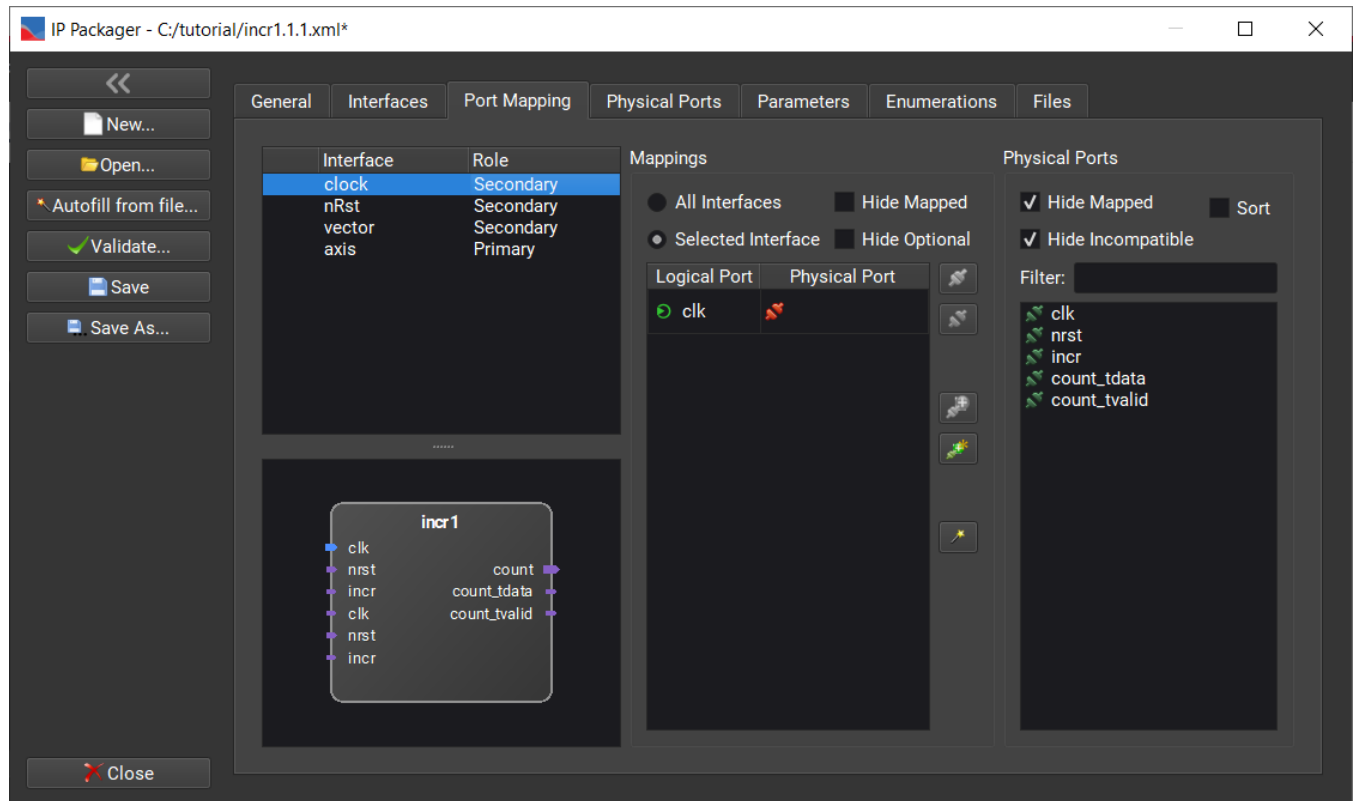 IP Packager - C:/tutorial/incr1.1.1.xml*
New...
Open...
Autofill from file...
Validate...
Save
Save As...
Close
General Interfaces Port Mapping Physical Ports Parameters Enumerations Files
Interface Role
clock Secondary
nRst Secondary
vector Secondary
axis Primary
incr1
clk
nrst count
incr count_tdata
clk count_tvalid
nrst
incr
Mappings
All Interfaces Hide Mapped
Selected Interface Hide Optional
Logical Port Physical Port
clk
Physical Ports
Hide Mapped Sort
Hide Incompatible
Filter:
clk
nrst
incr
count_tdata
count_tvalid